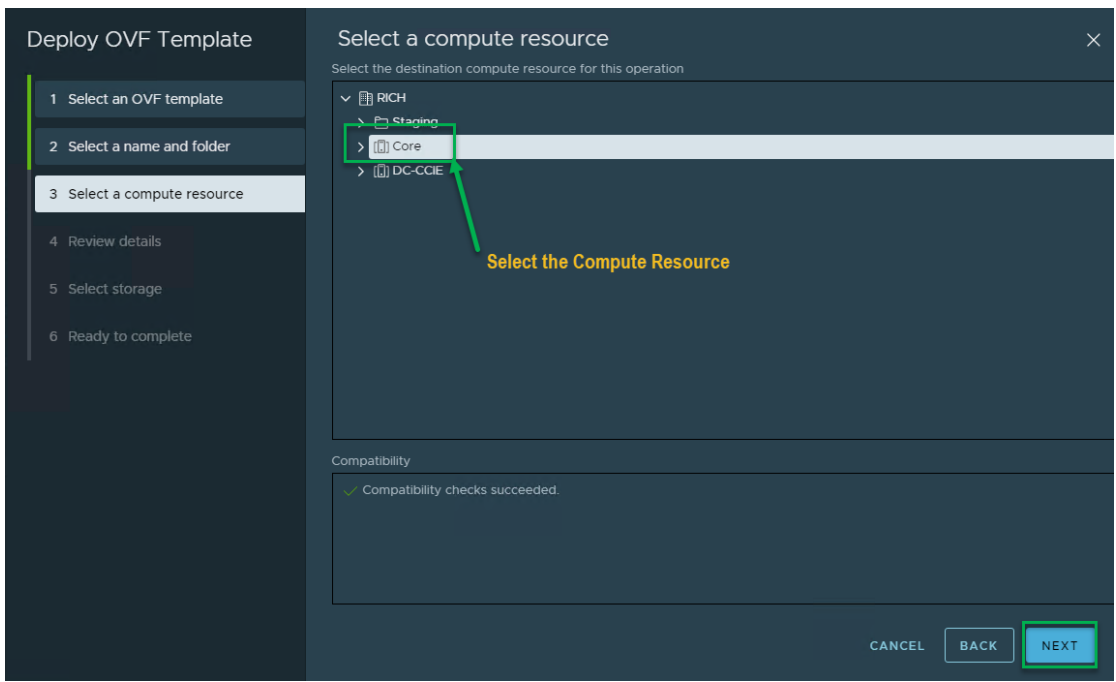 Deploy OVF Template
1 Select an OVF template
2 Select a name and folder
3 Select a compute resource
4 Review details
5 Select storage
6 Ready to complete
Select a compute resource
Select the destination compute resource for this operation
RICH
Staging
Core
DC-CCIE
Select the Compute Resource
Compatibility
Compatibility checks succeeded.
CANCEL BACK NEXT